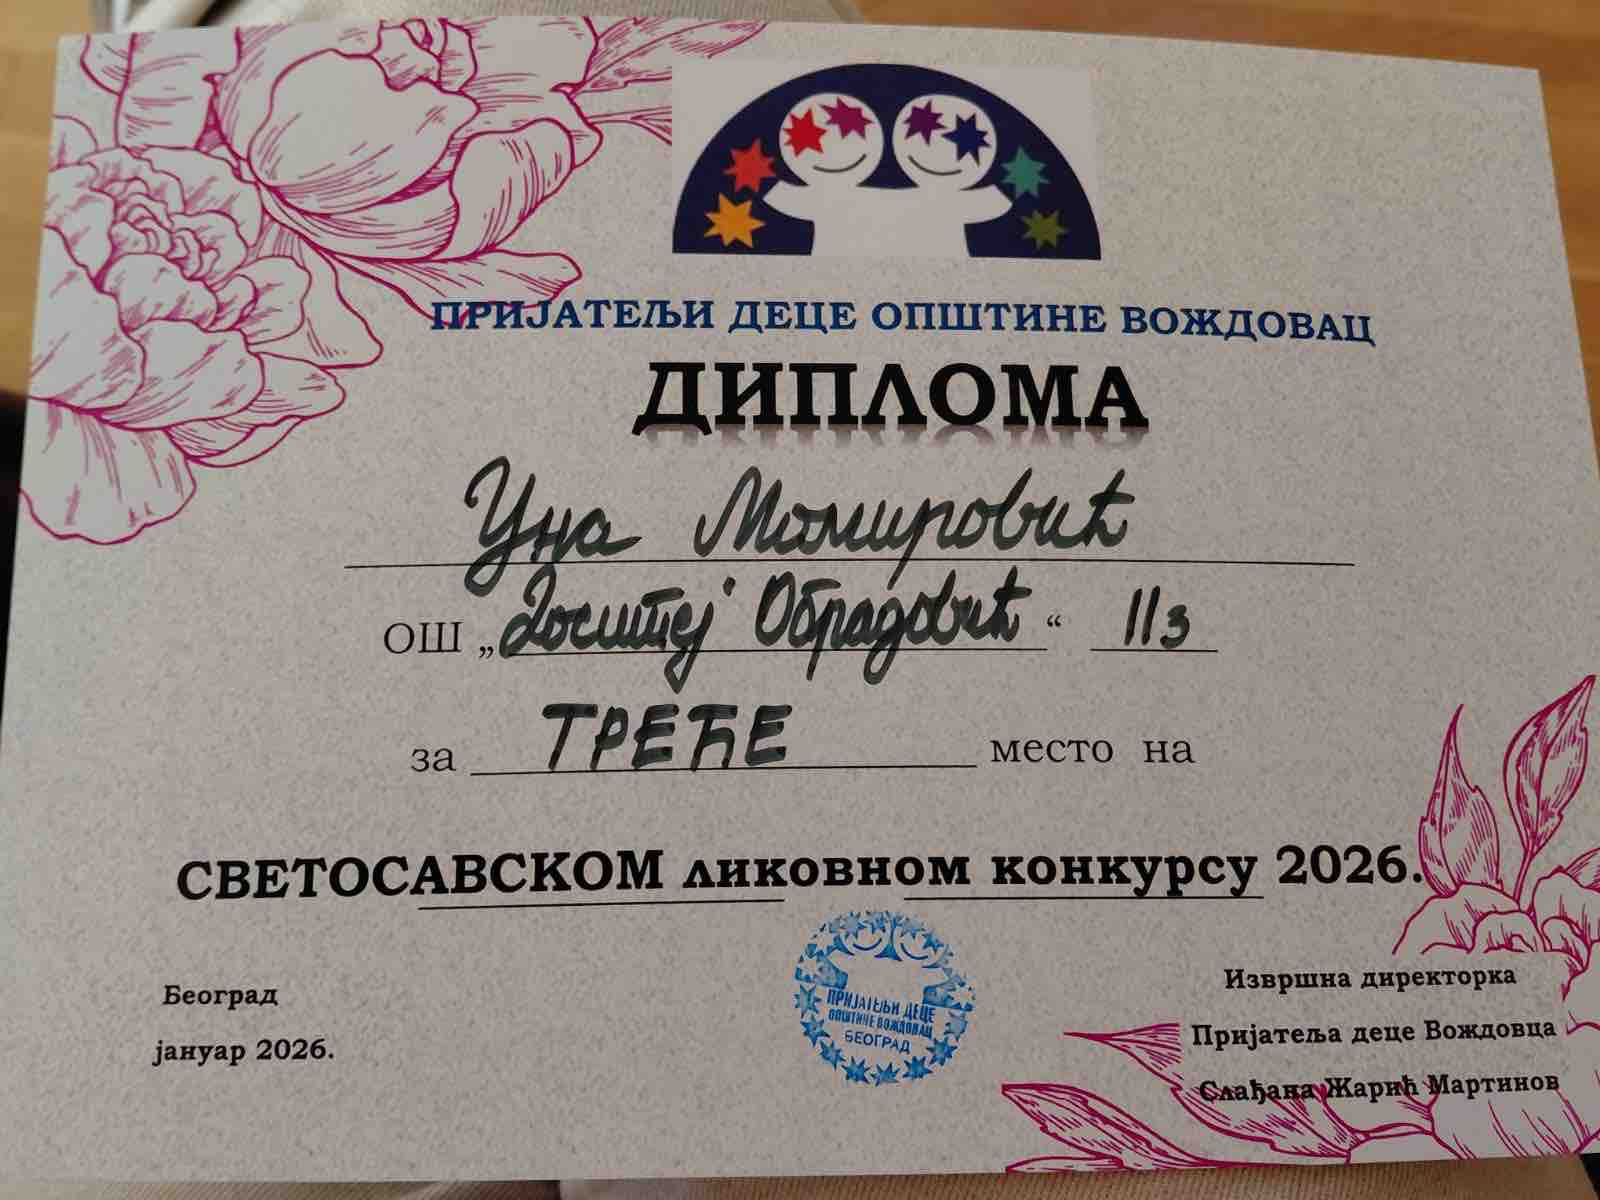 ПРИЈАТЕЉИ ДЕЦЕ ОПШТИНЕ ВОЖДОВАЦ
ДИПЛОМА
Уна Момировић
ОШ „Доситеј Обрадовић“ II3
за ТРЕЋЕ место на
СВЕТОСАВСКОМ ликовном конкурсу 2026.
ПРИЈАТЕЉИ ДЕЦЕ
ОПШТИНЕ ВОЖДОВАЦ
БЕОГРАД
Београд
јануар 2026.
Извршна директорка
Пријатеља деце Вождовца
Слађана Жарић Мартинов